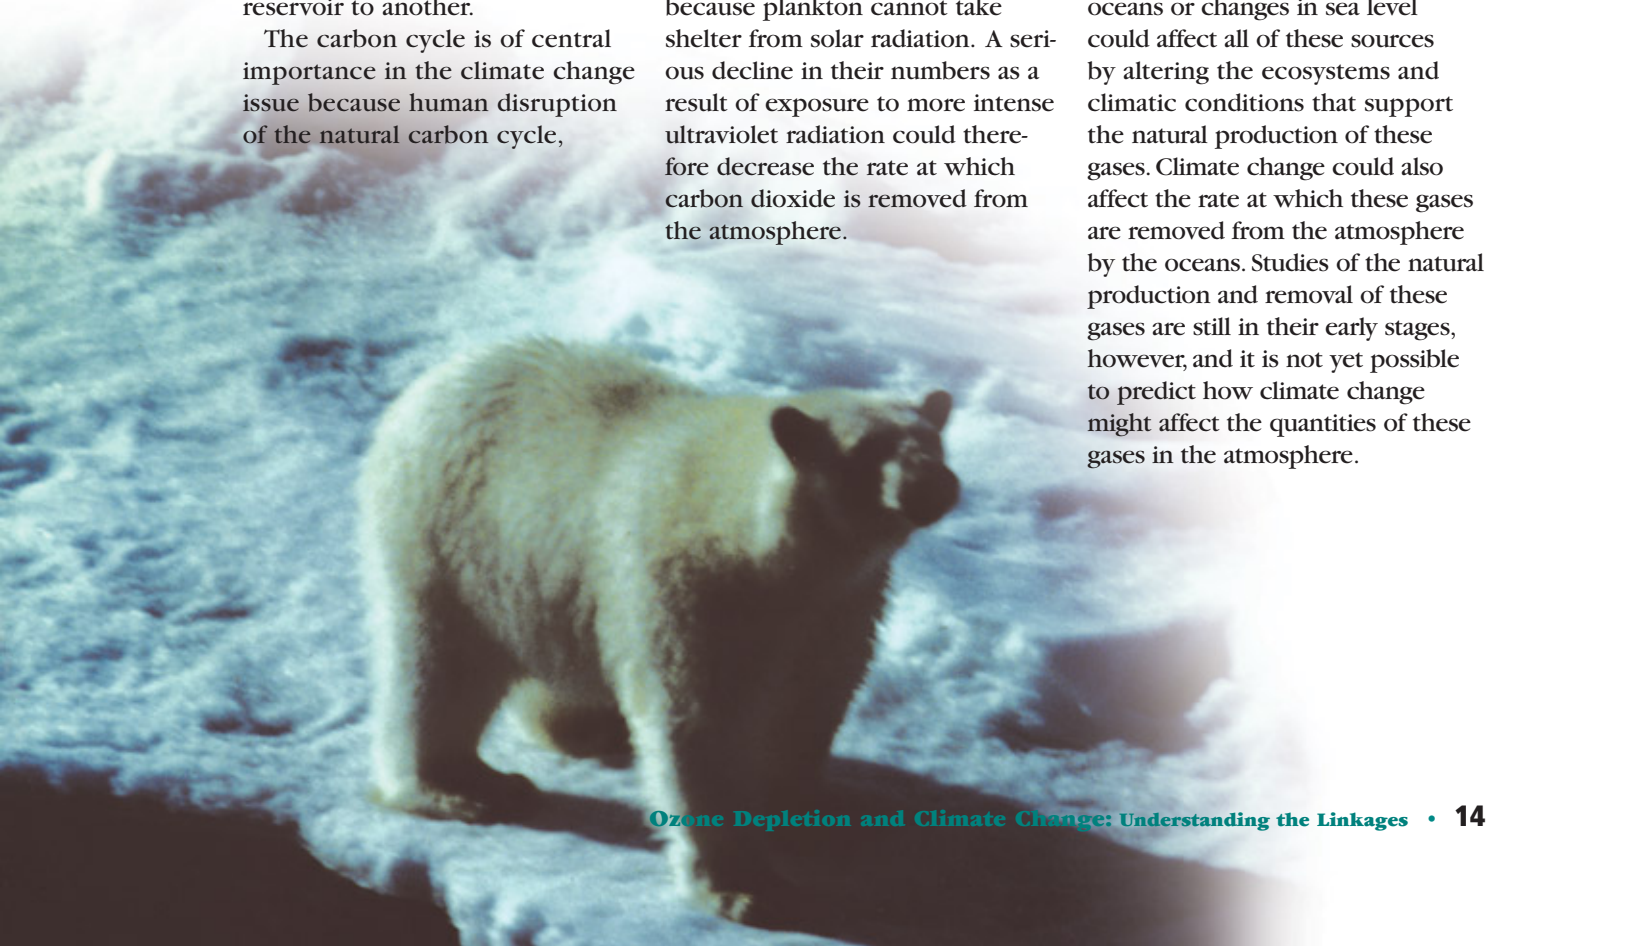 reservoir to another.
The carbon cycle is of central
importance in the climate change
issue because human disruption
of the natural carbon cycle,
because plankton cannot take
shelter from solar radiation. A seri-
ous decline in their numbers as a
result of exposure to more intense
ultraviolet radiation could there-
fore decrease the rate at which
carbon dioxide is removed from
the atmosphere.
oceans or changes in sea level
could affect all of these sources
by altering the ecosystems and
climatic conditions that support
the natural production of these
gases. Climate change could also
affect the rate at which these gases
are removed from the atmosphere
by the oceans. Studies of the natural
production and removal of these
gases are still in their early stages,
however, and it is not yet possible
to predict how climate change
might affect the quantities of these
gases in the atmosphere.
Ozone Depletion and Climate Change: Understanding the Linkages • 14